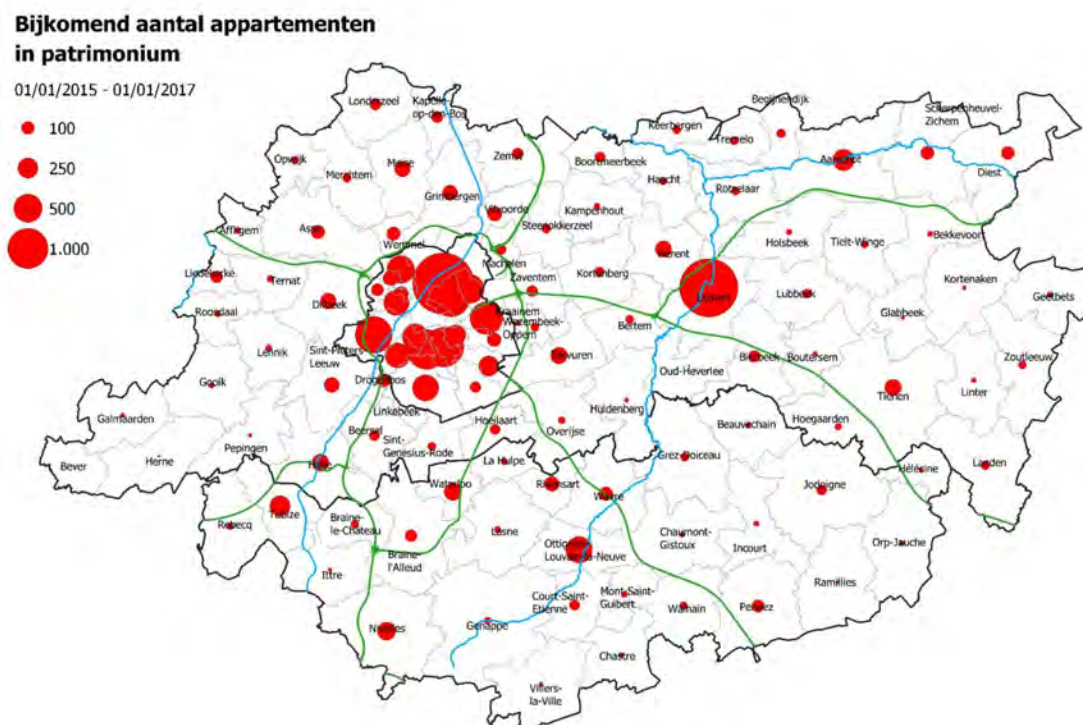 Bijkomend aantal appartementen
in patrimonium
01/01/2015 - 01/01/2017
100
250
500
1.000
Londerzeel
Kapelle-
op-den-Bos
Opwijk
Merchtem
Meise
Grimbergen
Zemst
Boortmeerbeek
Keerbergen
Tremelo
Begijnendijk
Scherpenheuvel-
Zichem
Aarschot
Diest
Haacht
Rotselaar
Kampenhout
Vilvoorde
Steenokkerzeel
Affligem
Asse
Wemmel
Machelen
Zaventem
Kortenberg
Herent
Holsbeek
Tielt-Winge
Bekkevoort
Liedekerke
Ternat
Dilbeek
Roosdaal
Kraainem
Wezembeek-
Oppem
Leuven
Lubbeek
Kortenaken
Geetbets
Glabbeek
Bertem
Lennik
Sint-Pieters-
Leeuw
Tervuren
Bierbeek
Boutersem
Oud-Heverlee
Zoutleeuw
Gooik
Drogenbos
Tienen
Linter
Galmaarden
Linkebeek
Hoeilaart
Huldenberg
Overijse
Beauvechain
Hoegaarden
Pepingen
Beersel
Sint-
Genesius-Rode
Bever
Herne
Halle
La Hulpe
Grez-Doiceau
Hélécine
Landen
Waterloo
Rixensart
Wavre
Jodoigne
Rebecq
Tubize
Braine-
le-Château
Lasne
Chaumont-
Gistoux
Incourt
Orp-Jauche
Braine-
l'Alleud
Ottignies-
Louvain-la-Neuve
Ittre
Ramillies
Court-Saint-
Etienne
Mont-Saint-
Guibert
Walhain
Perwez
Nivelles
Genappe
Chastre
Villers-
la-Ville